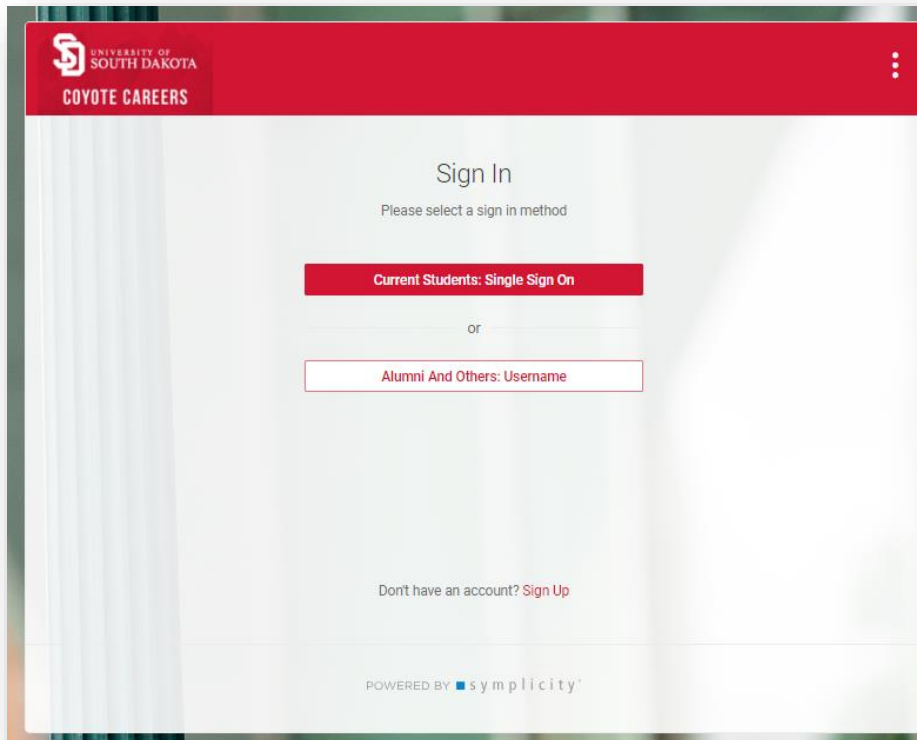 UNIVERSITY OF
SOUTH DAKOTA
COYOTE CAREERS
Sign In
Please select a sign in method
Current Students: Single Sign On
or
Alumni And Others: Username
Don't have an account? Sign Up
POWERED BY symplicity